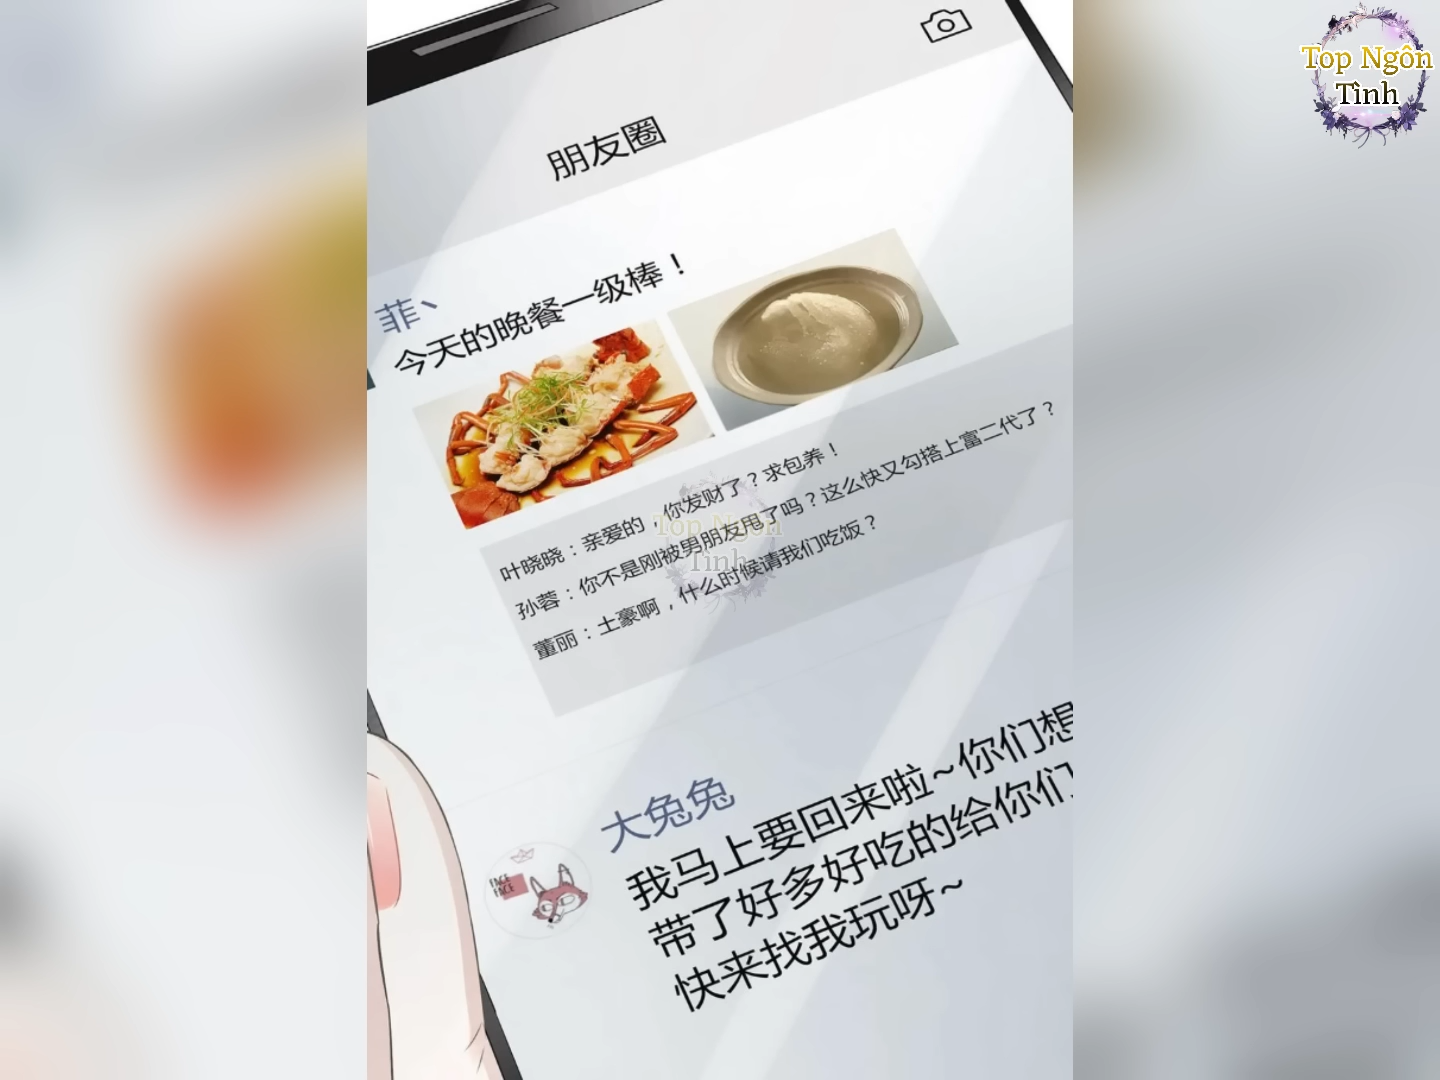 Top Ngôn
Tình
朋友圈
菲丶
今天的晚餐一级棒！
叶晓晓：亲爱的，你发财了？求包养！
孙蓉：你不是刚被男朋友甩了吗？这么快又勾搭上富二代了？
董丽：土豪啊，什么时候请我们吃饭？
Top Ngôn
Tình
大兔兔
我马上要回来啦~你们想
带了好多好吃的给你们
快来找我玩呀~
FACE
FACE